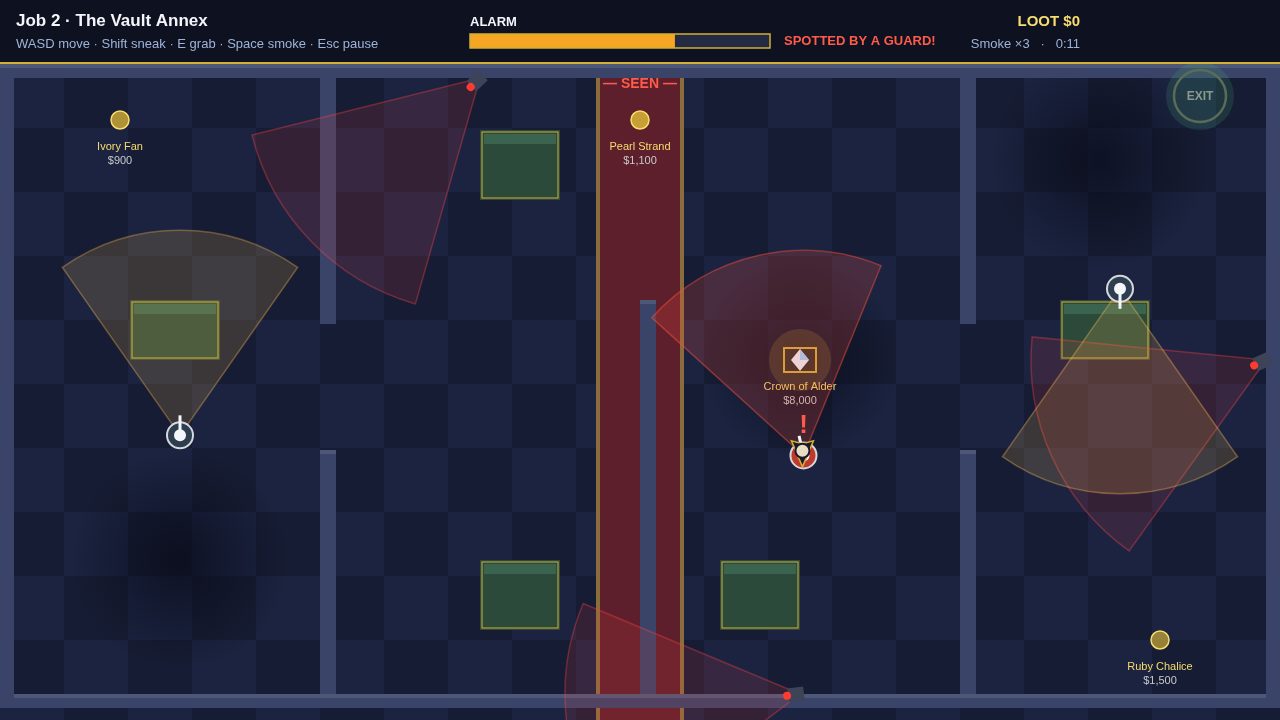 Job 2 · The Vault Annex
WASD move · Shift sneak · E grab · Space smoke · Esc pause
ALARM
SPOTTED BY A GUARD!
LOOT $0
Smoke ×3 · 0:11
— SEEN —
EXIT
Ivory Fan
$900
Pearl Strand
$1,100
Crown of Alder
$8,000
!
Ruby Chalice
$1,500